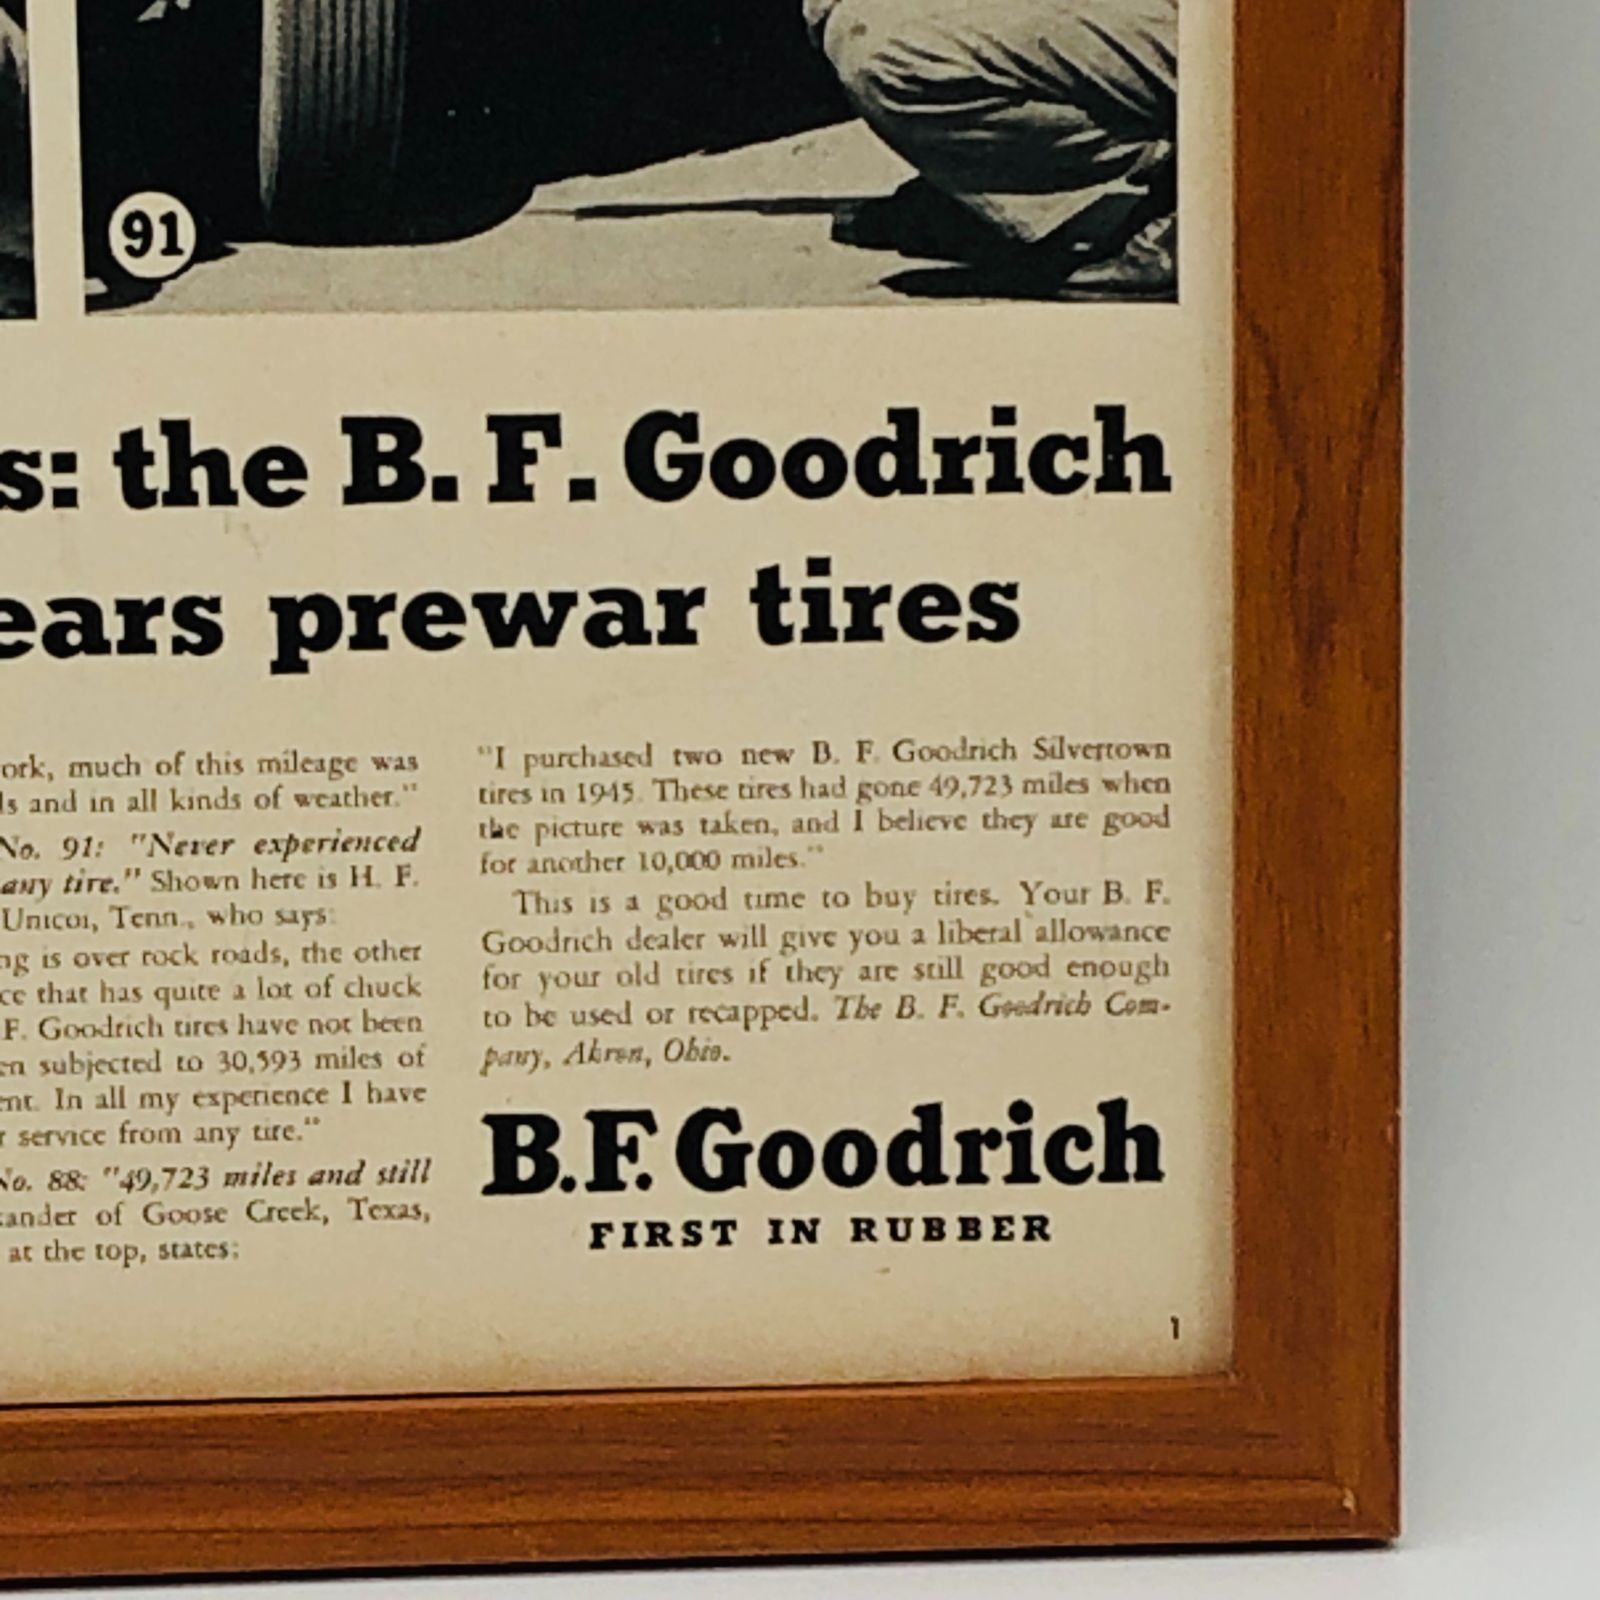 91
s: the B. F. Goodrich
ears prewar tires
ork, much of this mileage was
ls and in all kinds of weather."
No. 91: "Never experienced
any tire." Shown here is H. F.
Unicoi, Tenn., who says:
ng is over rock roads, the other
ce that has quite a lot of chuck
F. Goodrich tires have not been
en subjected to 30,593 miles of
ent. In all my experience I have
r service from any tire."
No. 88: "49,723 miles and still
xander of Goose Creek, Texas,
at the top, states:
"I purchased two new B. F. Goodrich Silvertown
tires in 1945. These tires had gone 49,723 miles when
the picture was taken, and I believe they are good
for another 10,000 miles."
This is a good time to buy tires. Your B. F.
Goodrich dealer will give you a liberal allowance
for your old tires if they are still good enough
to be used or recapped. The B. F. Goodrich Com-
pany, Akron, Ohio.
B.F. Goodrich
FIRST IN RUBBER
1